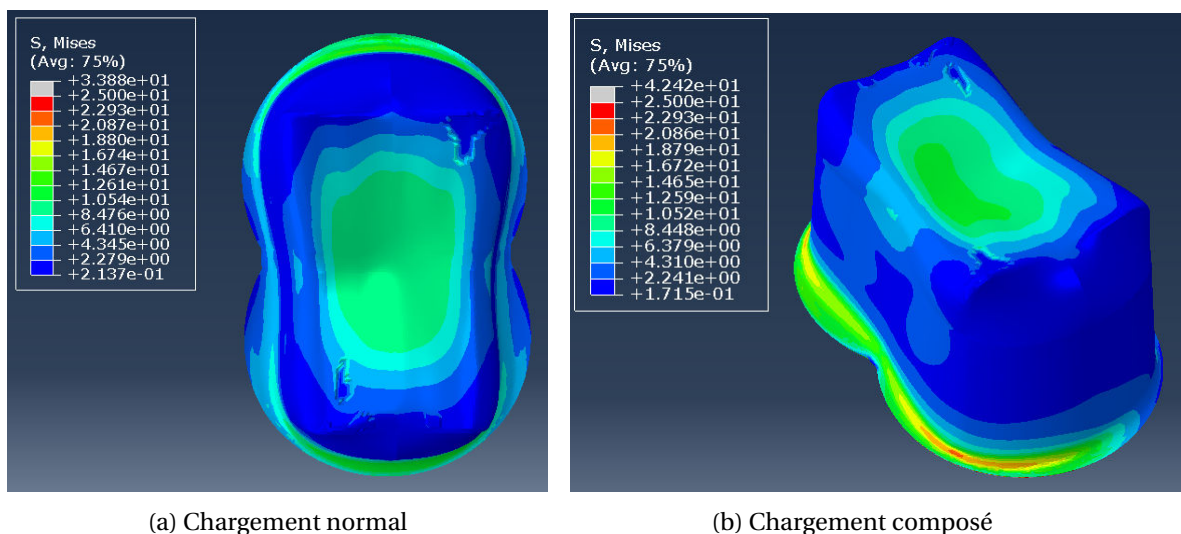 S, Mises
(Avg: 75%)
+3.388e+01
+2.500e+01
+2.293e+01
+2.087e+01
+1.880e+01
+1.674e+01
+1.467e+01
+1.261e+01
+1.054e+01
+8.476e+00
+6.410e+00
+4.345e+00
+2.279e+00
+2.137e-01
S, Mises
(Avg: 75%)
+4.242e+01
+2.500e+01
+2.293e+01
+2.086e+01
+1.879e+01
+1.672e+01
+1.465e+01
+1.259e+01
+1.052e+01
+8.448e+00
+6.379e+00
+4.310e+00
+2.241e+00
+1.715e-01
(a) Chargement normal
(b) Chargement composé